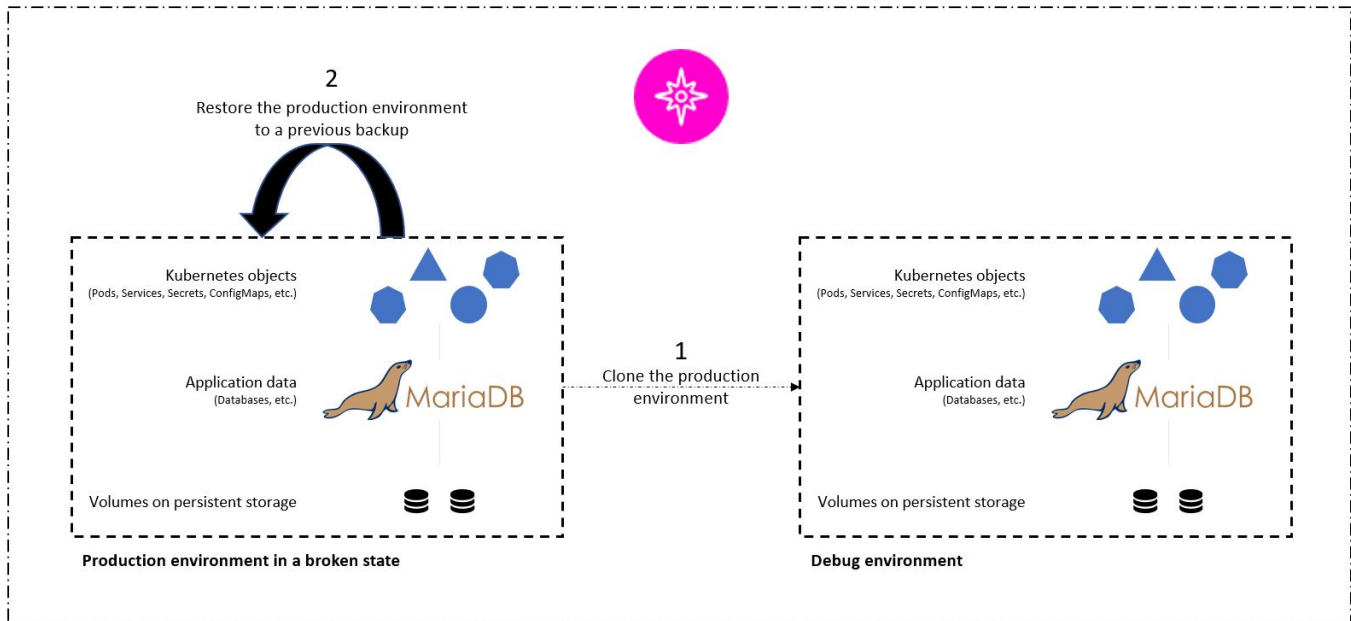 2
Restore the production environment
to a previous backup
Kubernetes objects
(Pods, Services, Secrets, ConfigMaps, etc.)
Application data
(Databases, etc.)
MariaDB
Volumes on persistent storage
Production environment in a broken state
1
Clone the production
environment
Kubernetes objects
(Pods, Services, Secrets, ConfigMaps, etc.)
Application data
(Databases, etc.)
MariaDB
Volumes on persistent storage
Debug environment